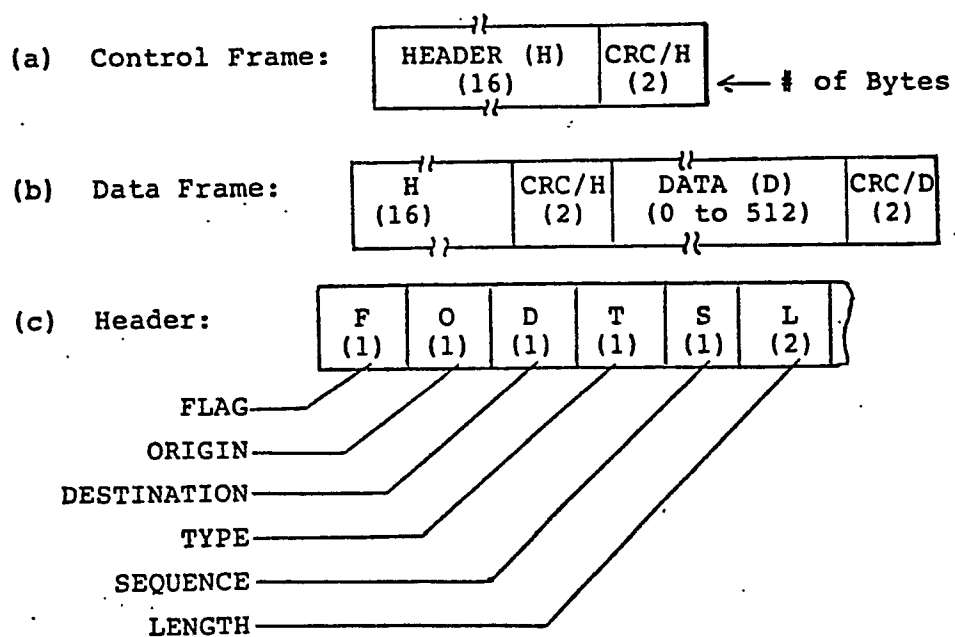 (a) Control Frame:
HEADER (H) CRC/H
(16) (2) ← # of Bytes
(b) Data Frame:
H CRC/H DATA (D) CRC/D
(16) (2) (0 to 512) (2)
(c) Header:
F O D T S L
(1) (1) (1) (1) (1) (2)
FLAG
ORIGIN
DESTINATION
TYPE
SEQUENCE
LENGTH